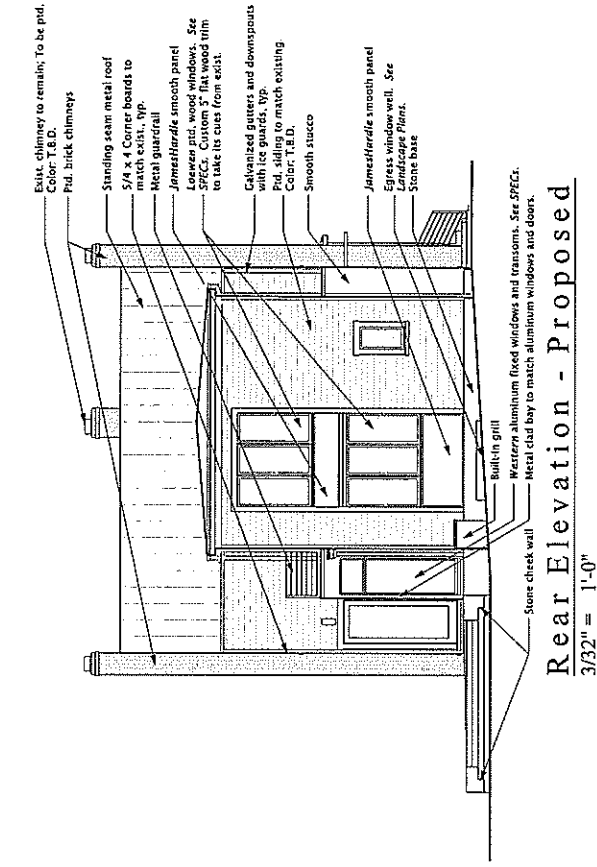 Exist. chimney to remain; To be ptd.
Color: T.B.D.
Ptd. brick chimneys
Standing seam metal roof
5/4 x 4 Corner boards to
match exist., typ.
Metal guardrail
JamesHardie smooth panel
Loewen ptd. wood windows. See
SPECs. Custom 5" flat wood trim
to take its cues from exist.
Galvanized gutters and downspouts
with ice guards, typ.
Ptd. siding to match existing.
Color: T.B.D.
Smooth stucco
JamesHardie smooth panel
Egress window well. See
Landscape Plans.
Stone base
Built-in grill
Western aluminum fixed windows and transoms. See SPECs.
Metal clad bay to match aluminum windows and doors.
Stone cheek wall
Rear Elevation - Proposed
3/32" = 1'-0"